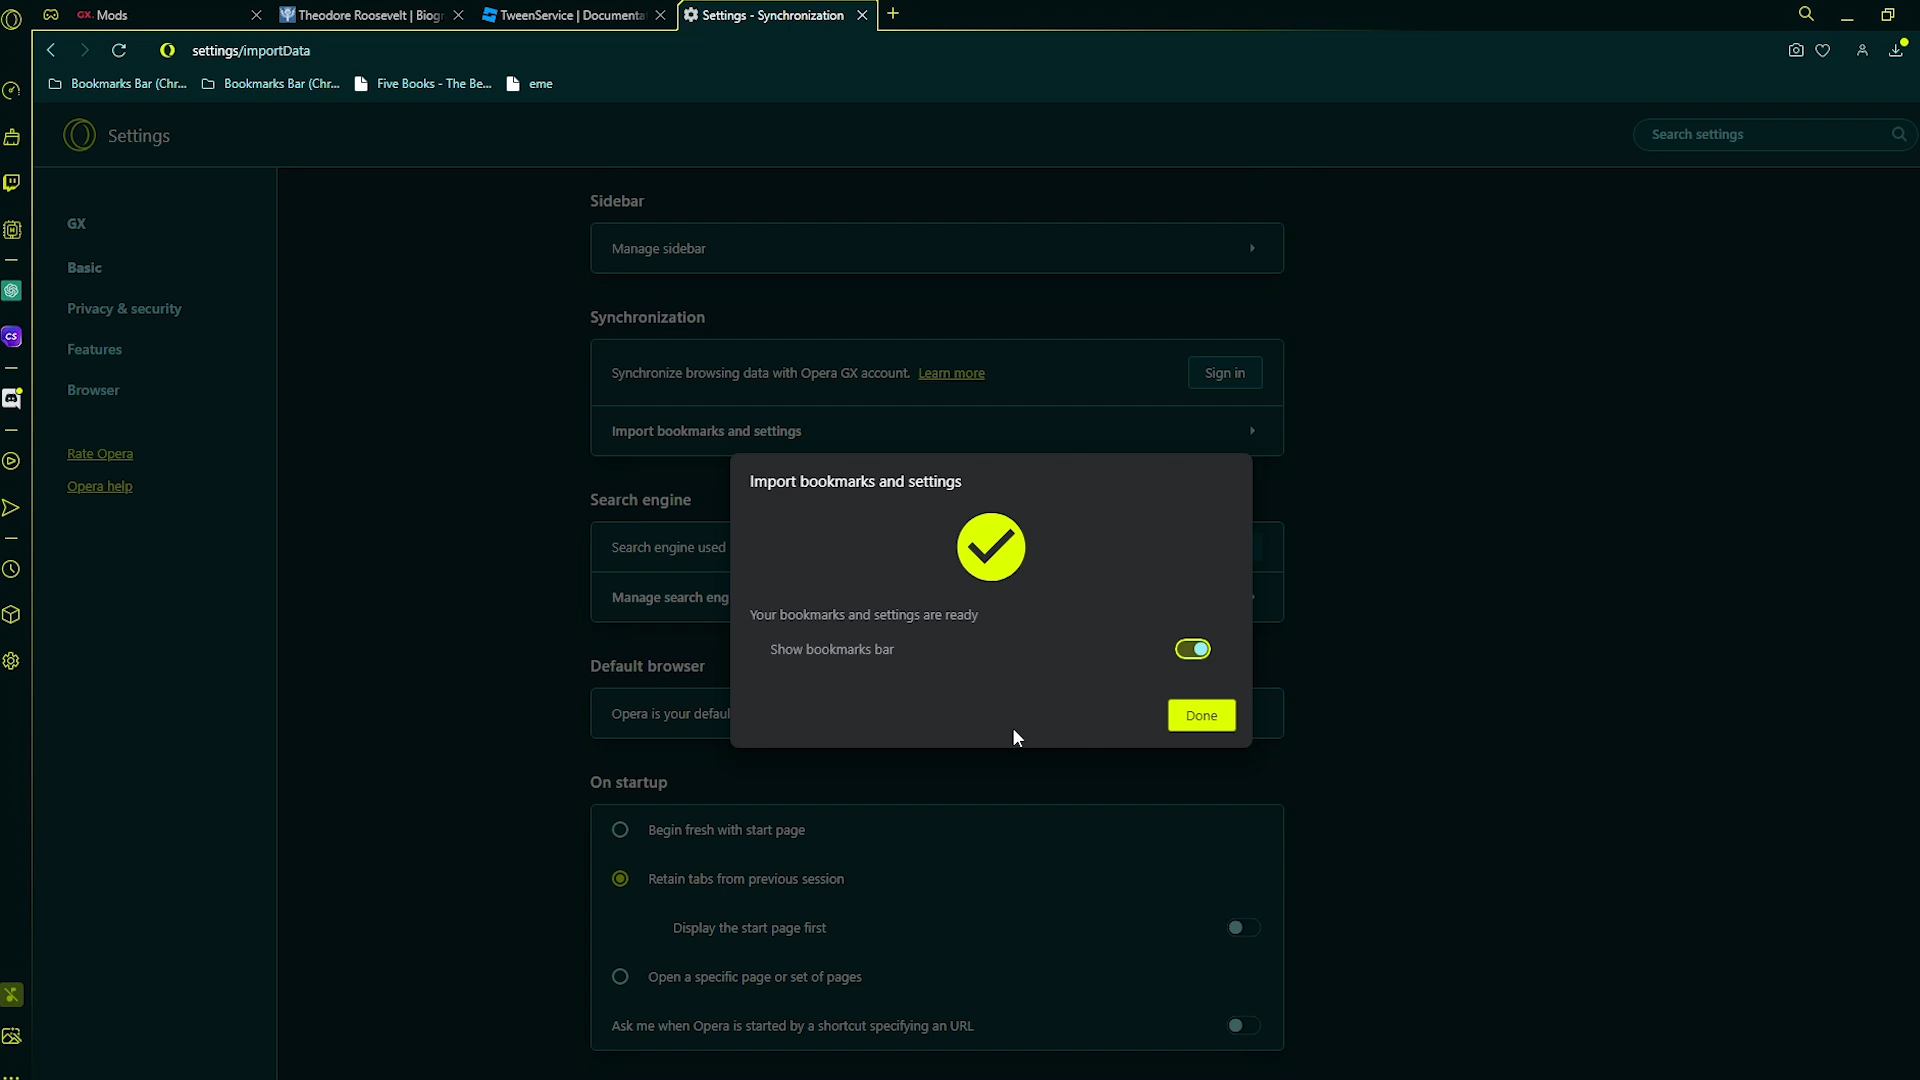 GX. Mods
Theodore Roosevelt | Biogr
TweenService | Documenta
Settings - Synchronization
settings/importData
Bookmarks Bar (Chr...
Bookmarks Bar (Chr...
Five Books - The Be...
eme
Settings
Search settings
GX
Basic
Privacy & security
Features
Browser
Rate Opera
Opera help
CS
Sidebar
Manage sidebar
Synchronization
Synchronize browsing data with Opera GX account. Learn more
Sign in
Import bookmarks and settings
Search engine
Search engine used
Manage search eng
Default browser
Opera is your defaul
Import bookmarks and settings
Your bookmarks and settings are ready
Show bookmarks bar
Done
On startup
Begin fresh with start page
Retain tabs from previous session
Display the start page first
Open a specific page or set of pages
Ask me when Opera is started by a shortcut specifying an URL